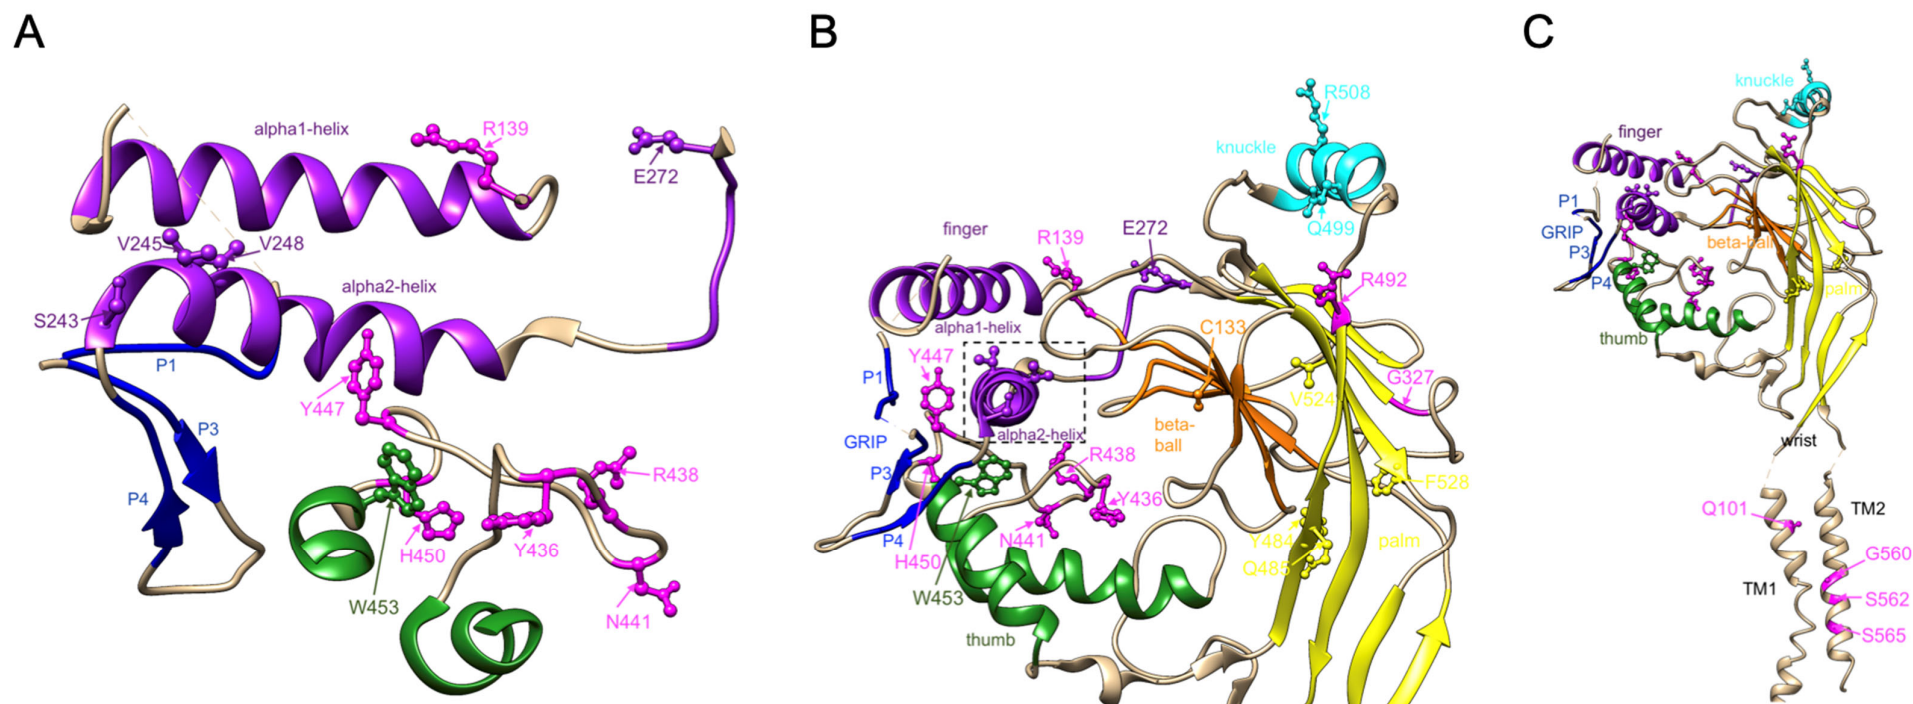 A
alpha1-helix
R139
E272
V245
V248
alpha2-helix
S243
P1
Y447
P3
R438
P4
H450
Y436
W453
N441
B
R508
knuckle
Q499
finger
R139
E272
R492
alpha1-helix
C133
Y447
P1
G327
V524
beta-
ball
GRIP
alpha2-helix
R438
P3
F528
Y436
N441
Y484
palm
P4
H450
Q485
W453
thumb
C
knuckle
finger
P1
GRIP
beta-ball
P3
P4
palm
thumb
wrist
Q101
TM2
G560
TM1
S562
S565